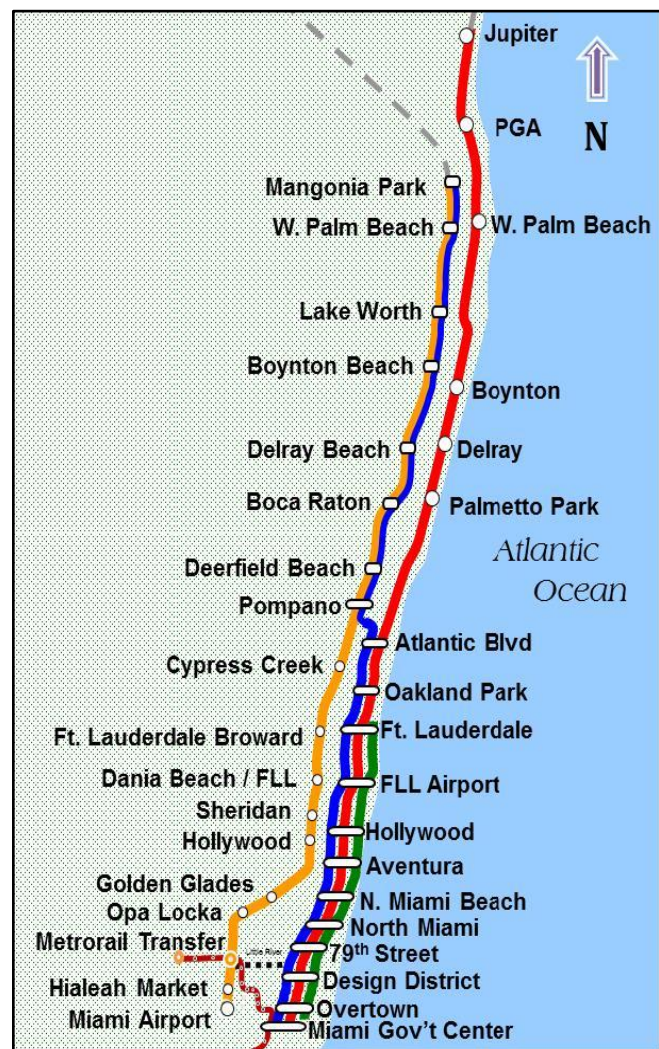 Jupiter
PGA
N
Mangonia Park
W. Palm Beach
W. Palm Beach
Lake Worth
Boynton Beach
Boynton
Delray Beach
Delray
Boca Raton
Palmetto Park
Atlantic
Ocean
Deerfield Beach
Pompano
Atlantic Blvd
Cypress Creek
Oakland Park
Ft. Lauderdale Broward
Ft. Lauderdale
Dania Beach / FLL
FLL Airport
Sheridan
Hollywood
Hollywood
Aventura
Golden Glades
N. Miami Beach
Opa Locka
North Miami
Metrorail Transfer
Little River
79th Street
Design District
Hialeah Market
Overtown
Miami Airport
Miami Gov't Center